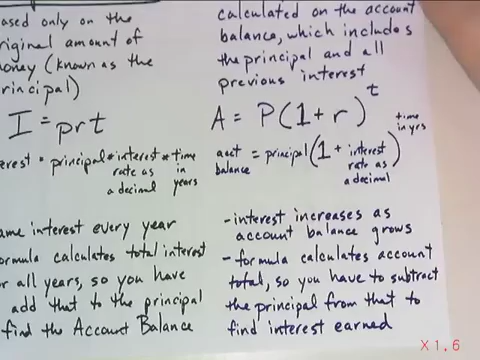 ased only on the
riginal amount of
oney (known as the
rincipal)
I = prt
erest = principal * interest rate as a decimal * time in years
ame interest every year
ormula calculates total interest
r all years, so you have
add that to the principal
find the Account Balance
calculated on the account
balance, which includes
the principal and all
previous interest
A = P(1+r)^t
acct balance = principal(1 + interest rate as a decimal) time in yrs
-interest increases as
account balance grows
- formula calculates account
total, so you have to subtract
the principal from that to
find interest earned
X1.6